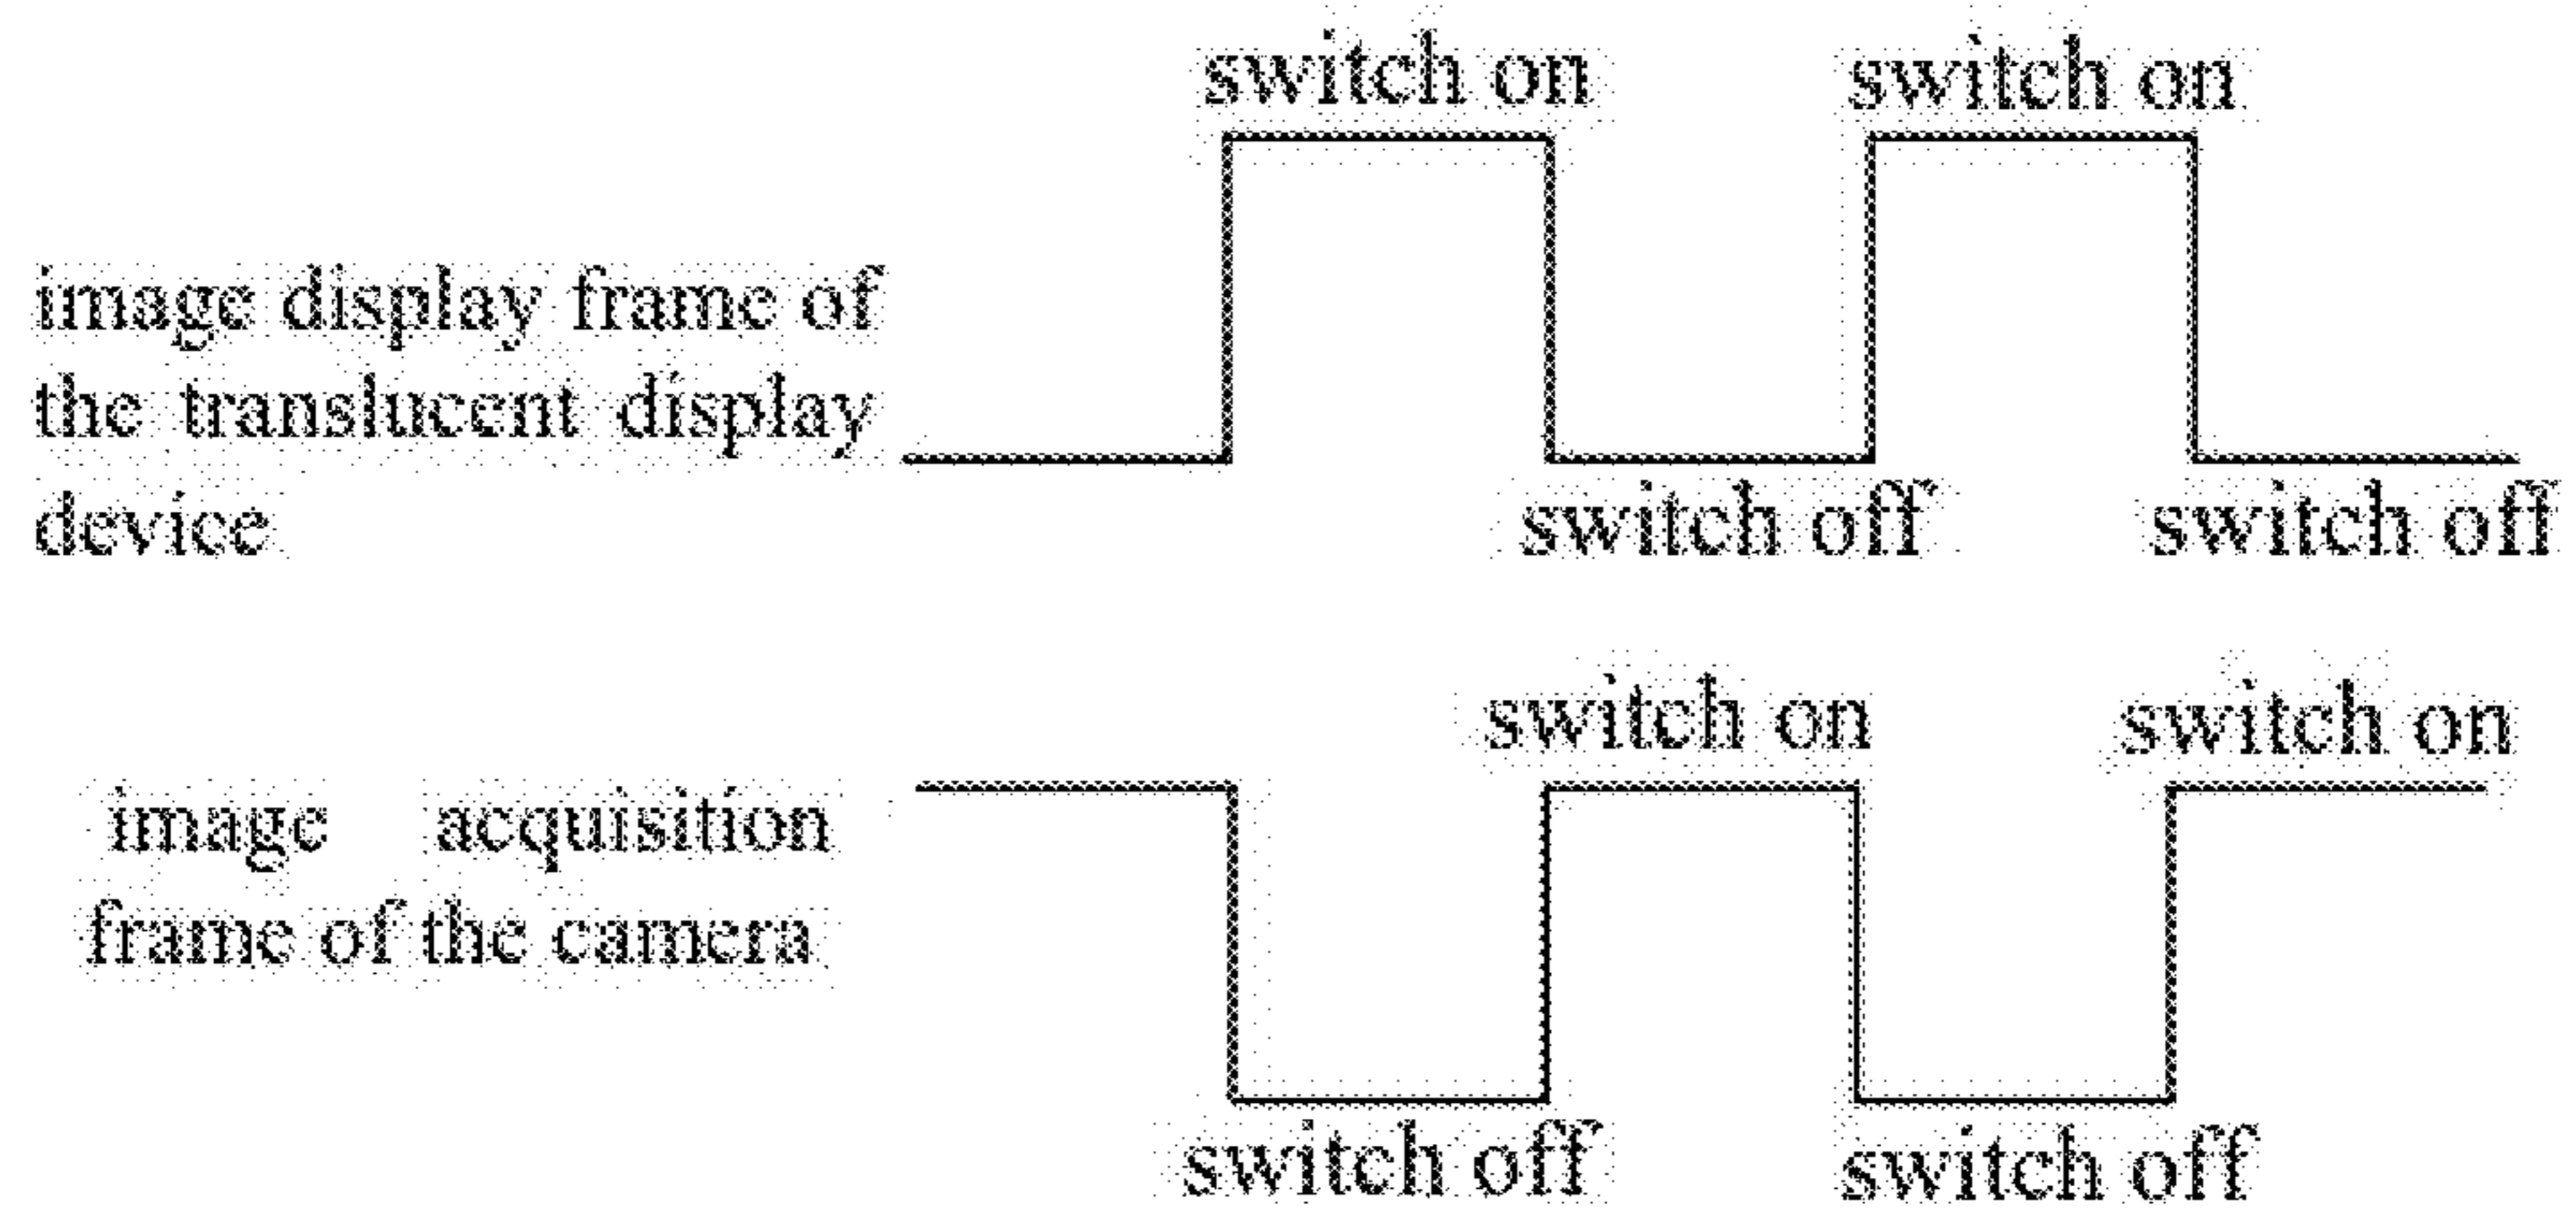 switch on switch on
image display frame of
the translucent display
device
switch off switch off
switch on switch on
image acquisition
frame of the camera
switch off switch off